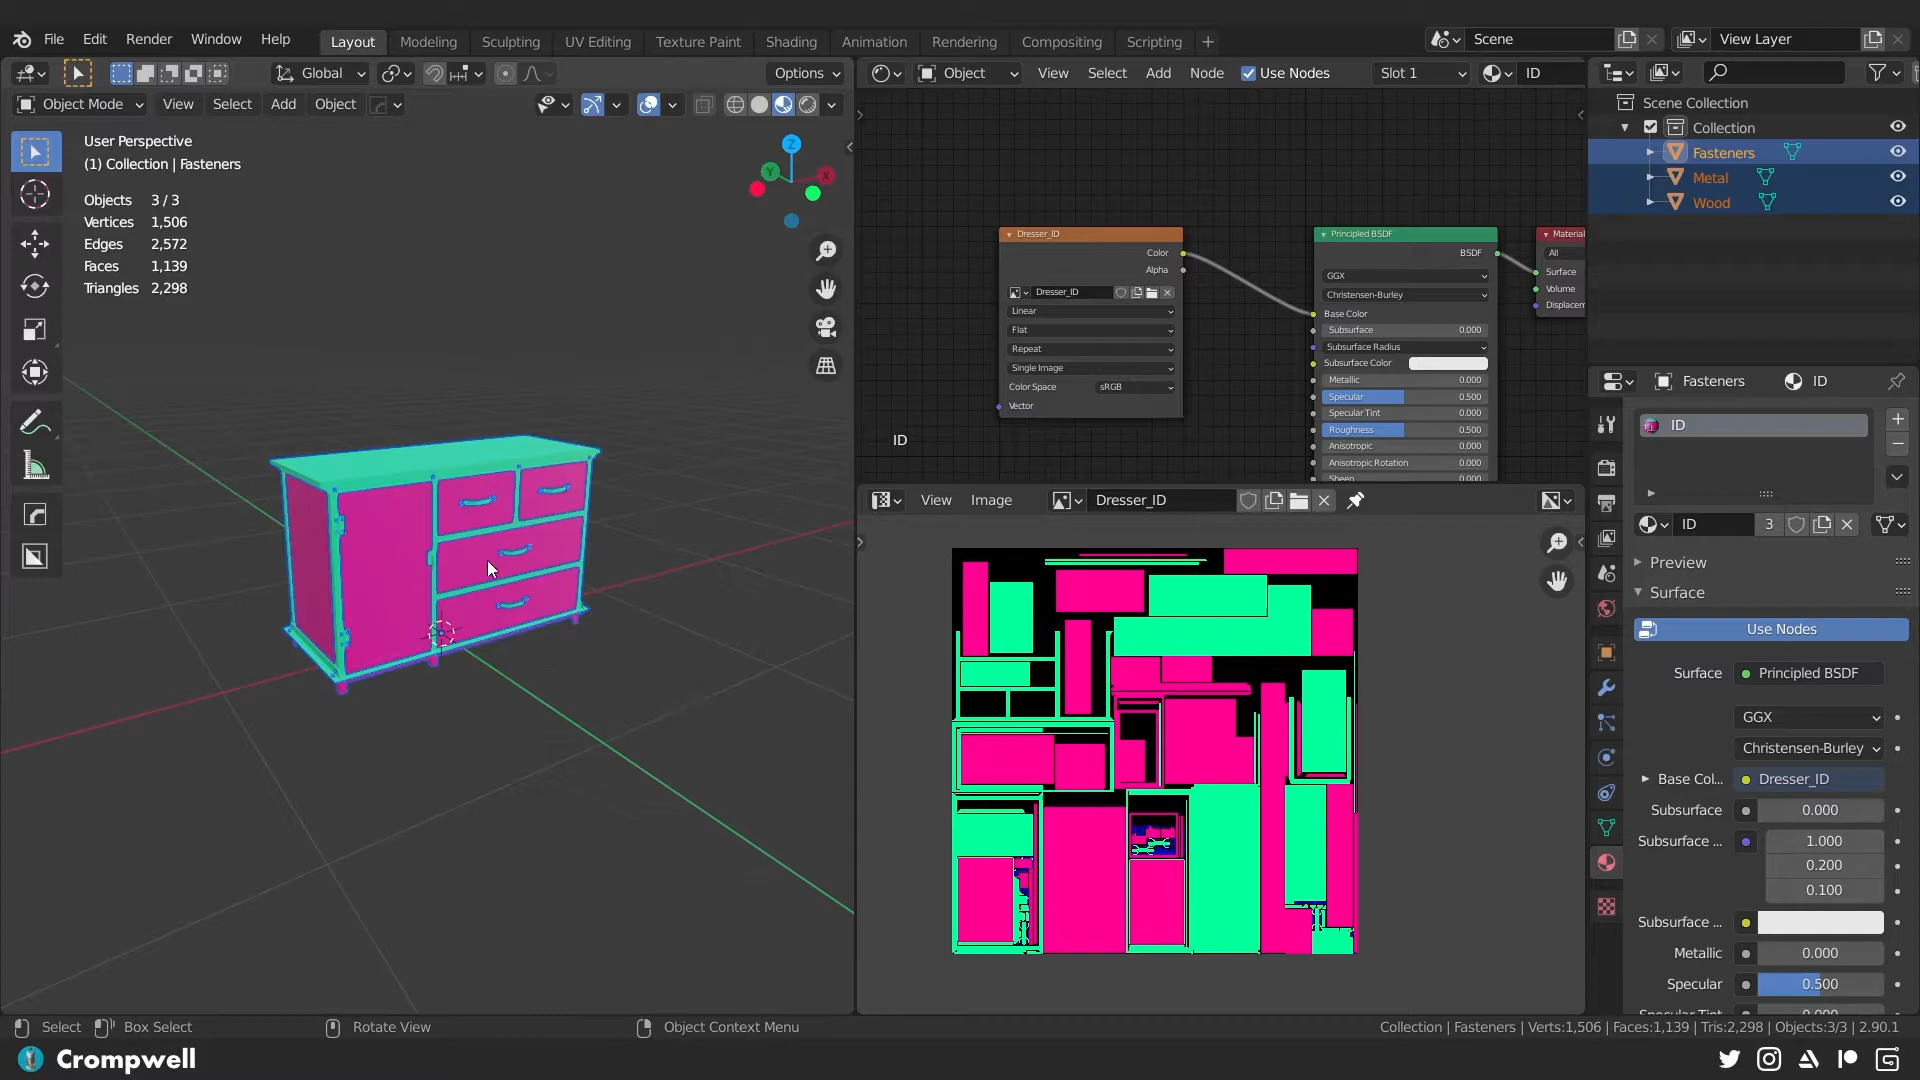 File Edit Render Window Help Layout Modeling Sculpting UV Editing Texture Paint Shading Animation Rendering Compositing Scripting + Scene View Layer
Global Options
Object View Select Add Node Use Nodes Slot 1 ID
Object Mode View Select Add Object
User Perspective
(1) Collection | Fasteners
Objects 3 / 3
Vertices 1,506
Edges 2,572
Faces 1,139
Triangles 2,298
Z
Y
X
Dresser_ID
Color
Alpha
Dresser_ID
Linear
Flat
Repeat
Single Image
Color Space sRGB
Vector
ID
Principled BSDF
BSDF
GGX
Christensen-Burley
Base Color
Subsurface 0.000
Subsurface Radius
Subsurface Color
Metallic 0.000
Specular 0.500
Specular Tint 0.000
Roughness 0.500
Anisotropic 0.000
Anisotropic Rotation 0.000
Material
All
Surface
Volume
Displacem
View Image Dresser_ID
Scene Collection
Collection
Fasteners
Metal
Wood
Fasteners ID
ID
ID 3
Preview
Surface
Use Nodes
Surface Principled BSDF
GGX
Christensen-Burley
Base Col... Dresser_ID
Subsurface 0.000
Subsurface ... 1.000
0.200
0.100
Subsurface ...
Metallic 0.000
Specular 0.500
Select Box Select Rotate View Object Context Menu
Collection | Fasteners | Verts:1,506 | Faces:1,139 | Tris:2,298 | Objects:3/3 | 2.90.1
Crompwell